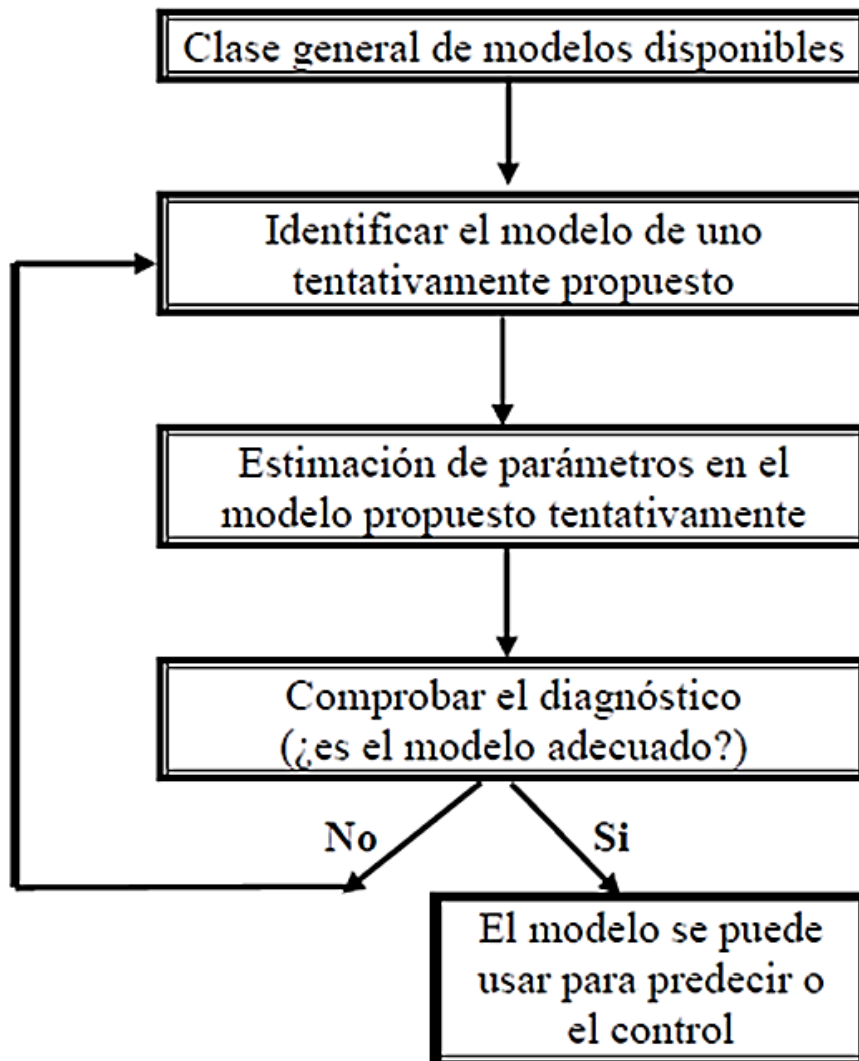 Clase general de modelos disponibles
Identificar el modelo de uno
tentativamente propuesto
Estimación de parámetros en el
modelo propuesto tentativamente
Comprobar el diagnóstico
(¿es el modelo adecuado?)
No
Si
El modelo se puede
usar para predecir o
el control